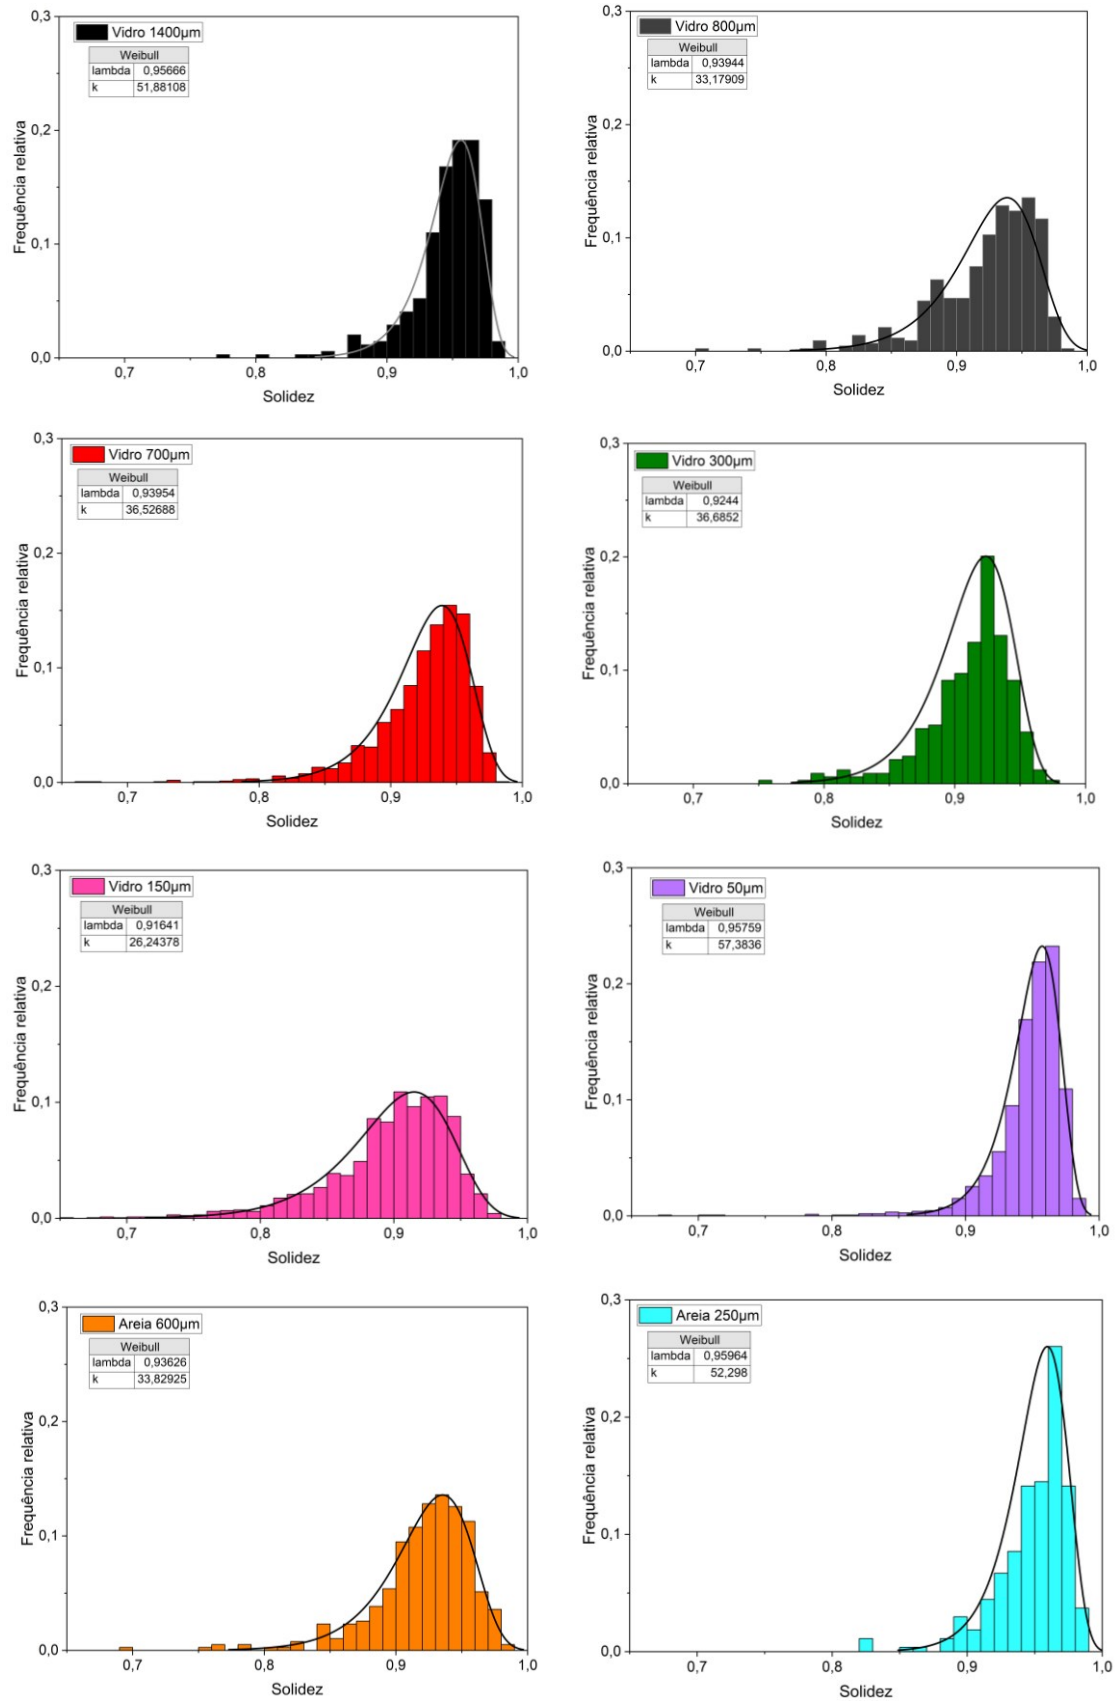 Vidro 1400µm
Weibull
lambda 0,95666
k 51,88108
0,3
0,2
0,1
0,0
Frequência relativa
0,7 0,8 0,9 1,0
Solidez
Vidro 800µm
Weibull
lambda 0,93944
k 33,17909
0,3
0,2
0,1
0,0
Frequência relativa
0,7 0,8 0,9 1,0
Solidez
Vidro 700µm
Weibull
lambda 0,93954
k 36,52688
0,3
0,2
0,1
0,0
Frequência relativa
0,7 0,8 0,9 1,0
Solidez
Vidro 300µm
Weibull
lambda 0,9244
k 36,6852
0,3
0,2
0,1
0,0
Frequência relativa
0,7 0,8 0,9 1,0
Solidez
Vidro 150µm
Weibull
lambda 0,91641
k 26,24378
0,3
0,2
0,1
0,0
Frequência relativa
0,7 0,8 0,9 1,0
Solidez
Vidro 50µm
Weibull
lambda 0,95759
k 57,3836
0,3
0,2
0,1
0,0
Frequência relativa
0,7 0,8 0,9 1,0
Solidez
Areia 600µm
Weibull
lambda 0,93626
k 33,82925
0,3
0,2
0,1
0,0
Frequência relativa
0,7 0,8 0,9 1,0
Solidez
Areia 250µm
Weibull
lambda 0,95964
k 52,298
0,3
0,2
0,1
0,0
Frequência relativa
0,7 0,8 0,9 1,0
Solidez